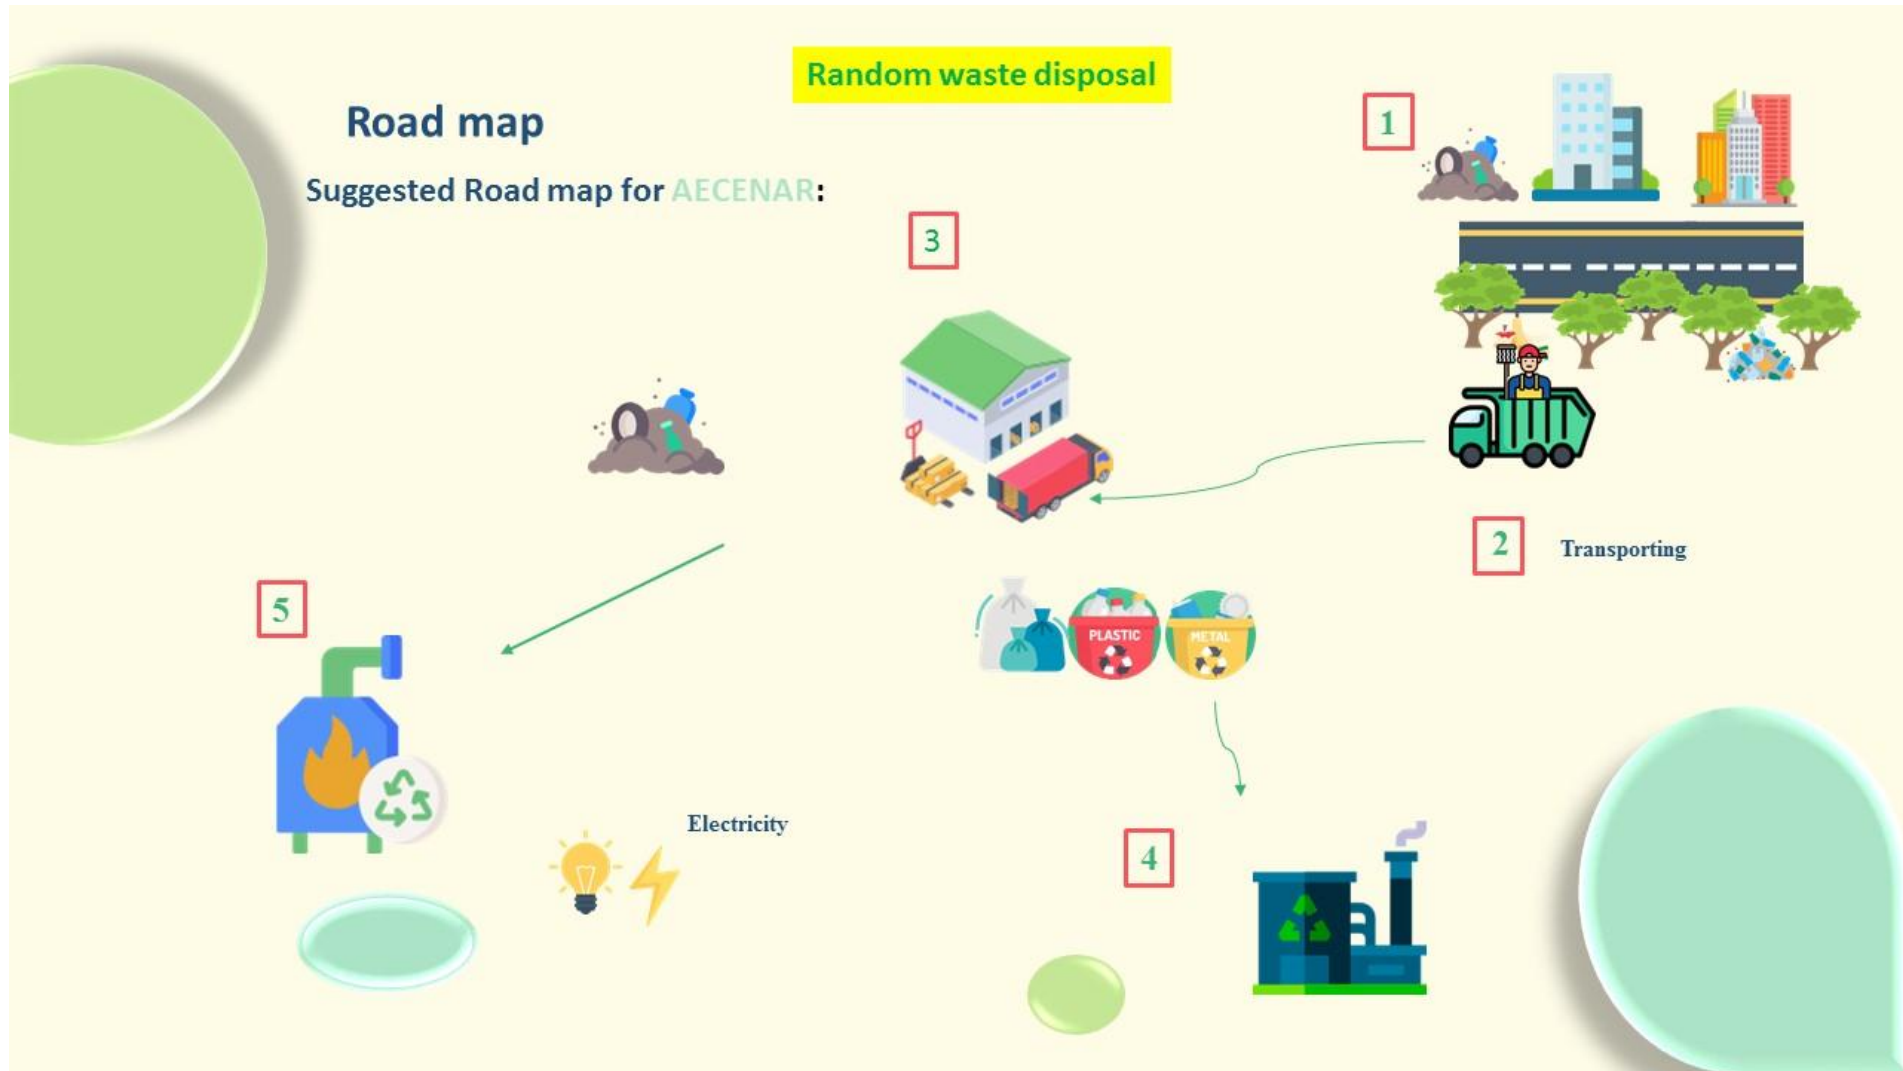 Random waste disposal
Road map
Suggested Road map for AECENAR:
1
3
2
Transporting
PLASTIC
METAL
5
Electricity
4